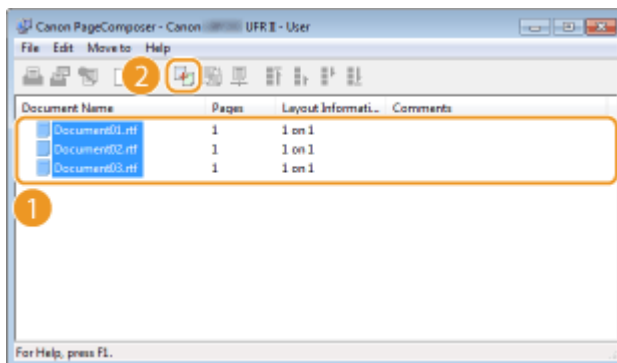 Canon PageComposer - Canon UFR II - User
File Edit Move to Help
2
Document Name Pages Layout Informati... Comments
Document01.rtf 1 1 on 1
Document02.rtf 1 1 on 1
Document03.rtf 1 1 on 1
1
For Help, press F1.